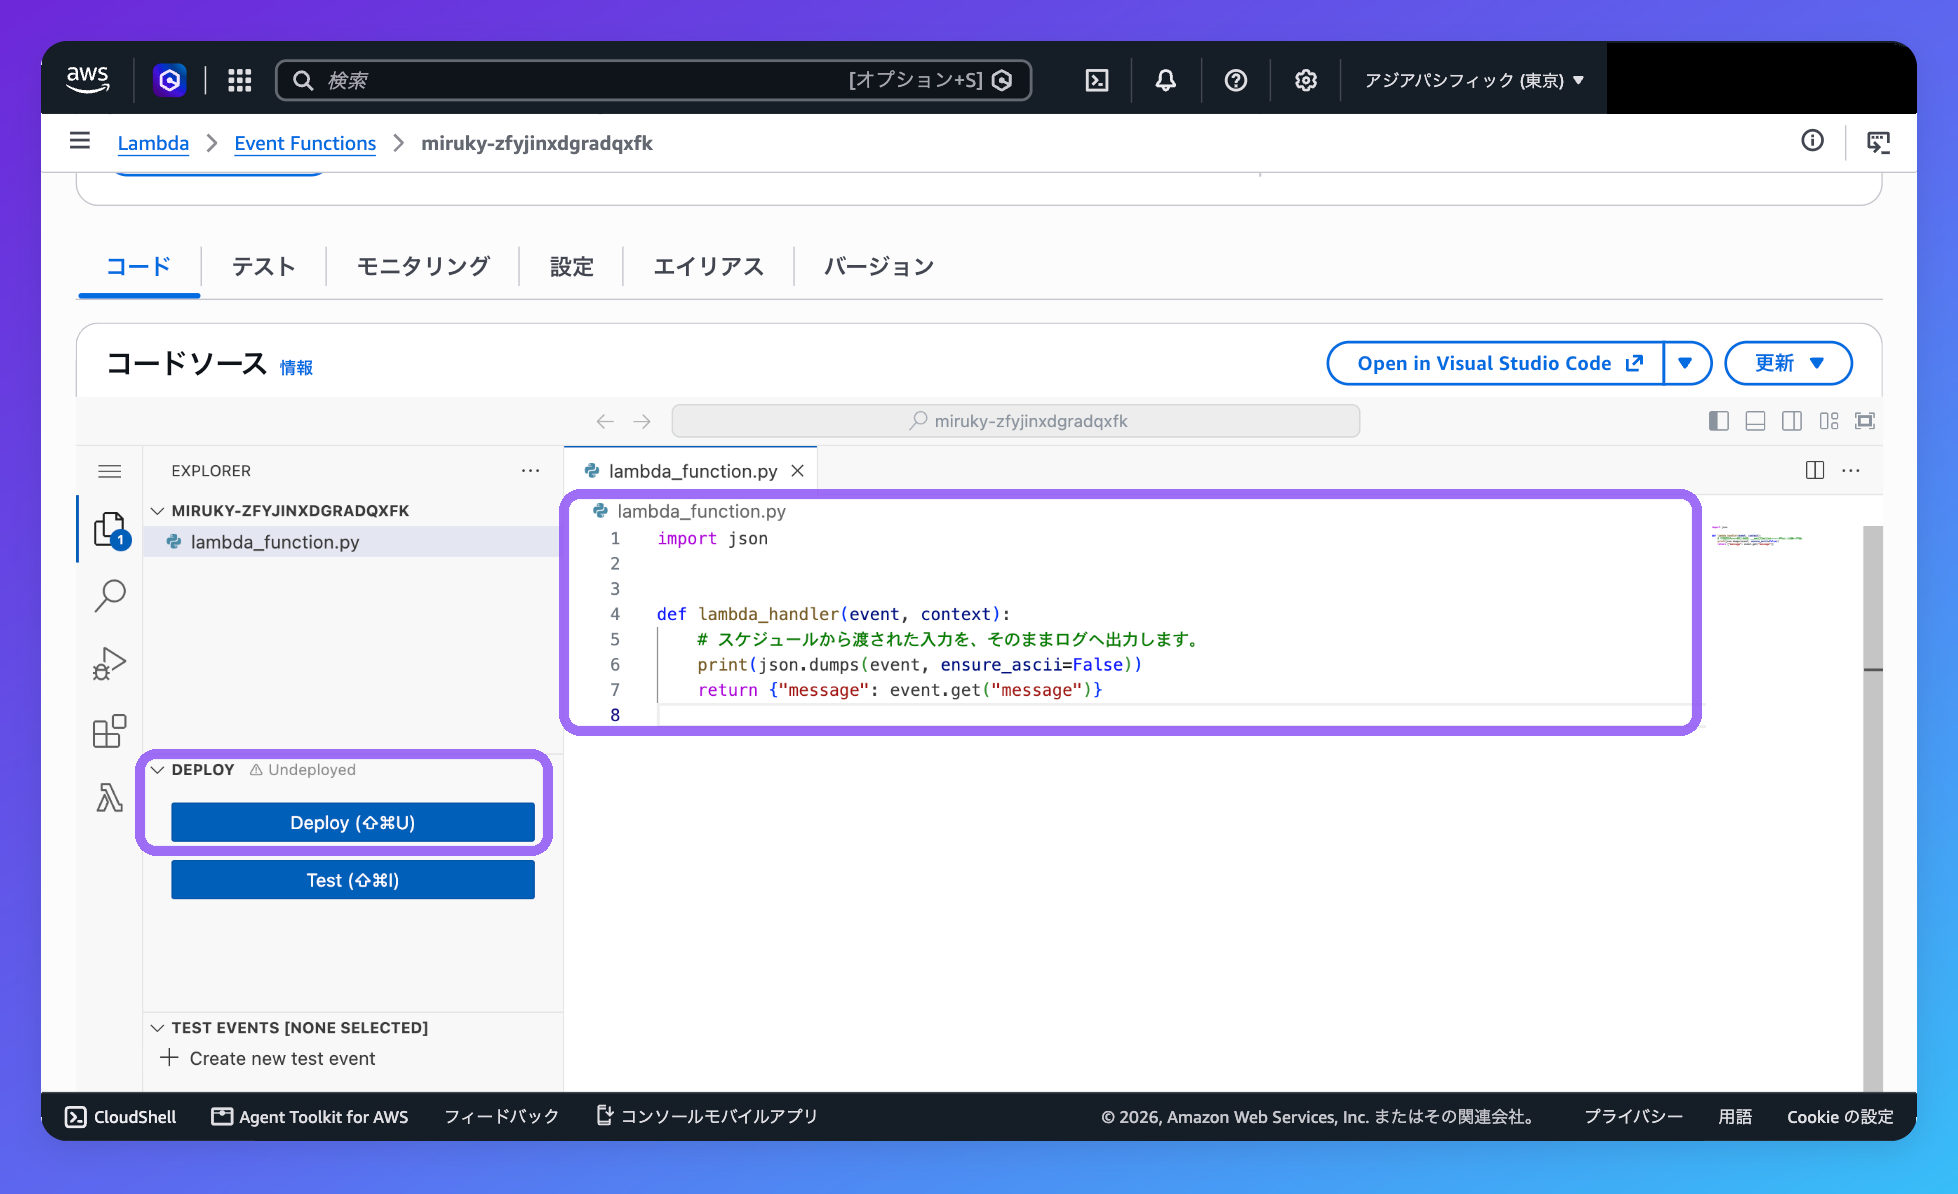 aws
検索
[オプション+S]
アジアパシフィック (東京)
Lambda
Event Functions
miruky-zfyjinxdgradqxfk
コード
テスト
モニタリング
設定
エイリアス
バージョン
コードソース 情報
Open in Visual Studio Code
更新
miruky-zfyjinxdgradqxfk
EXPLORER
MIRUKY-ZFYJINXDGRADQXFK
1
lambda_function.py
DEPLOY Undeployed
Deploy (⇧⌘U)
Test (⇧⌘I)
TEST EVENTS [NONE SELECTED]
Create new test event
lambda_function.py
lambda_function.py
1 import json
2
3
4 def lambda_handler(event, context):
5 # スケジュールから渡された入力を、そのままログへ出力します。
6 print(json.dumps(event, ensure_ascii=False))
7 return {"message": event.get("message")}
8
CloudShell
Agent Toolkit for AWS
フィードバック
コンソールモバイルアプリ
© 2026, Amazon Web Services, Inc. またはその関連会社。
プライバシー
用語
Cookie の設定